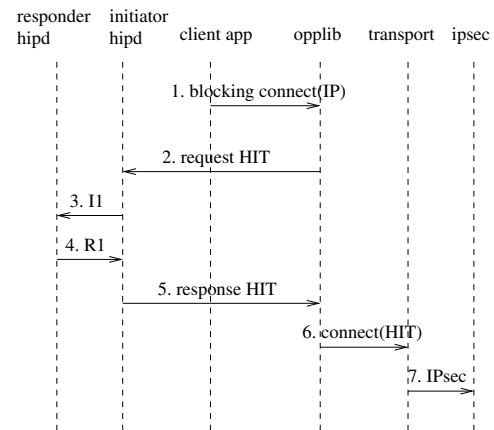 responder initiator
hipd hipd client app opplib transport ipsec
1. blocking connect(IP)
2. request HIT
3. I1
4. R1
5. response HIT
6. connect(HIT)
7. IPsec